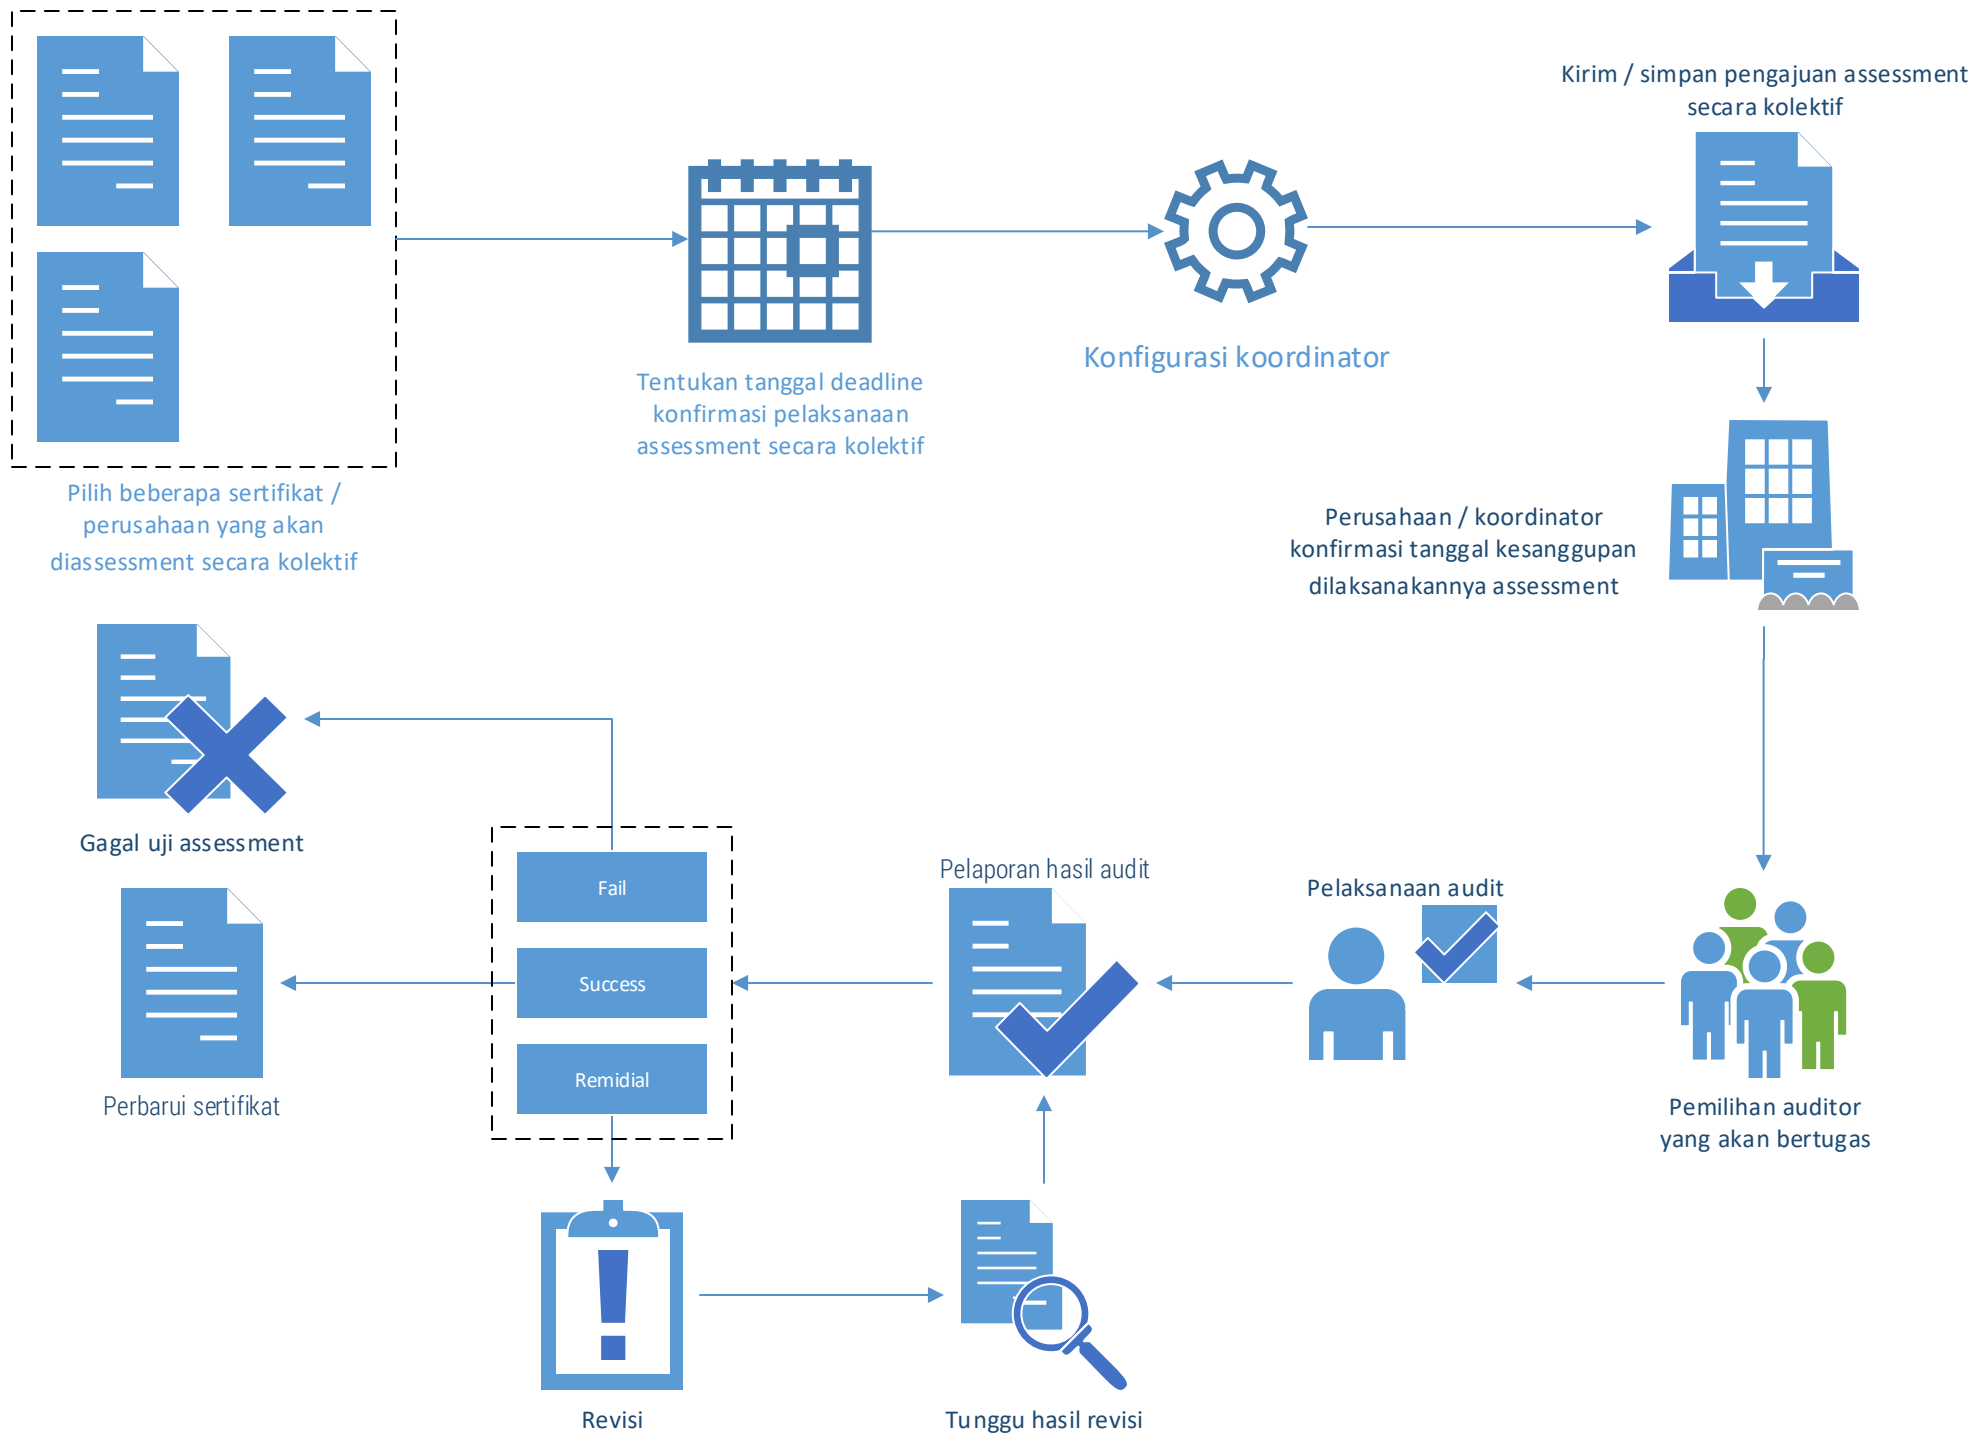 Kirim / simpan pengajuan assessment
secara kolektif
Konfigurasi koordinator
Tentukan tanggal deadline
konfirmasi pelaksanaan
assessment secara kolektif
Pilih beberapa sertifikat /
perusahaan yang akan
diassessment secara kolektif
Perusahaan / koordinator
konfirmasi tanggal kesanggupan
dilaksanakannya assessment
Gagal uji assessment
Fail
Success
Remidial
Pelaporan hasil audit
Pelaksanaan audit
Perbarui sertifikat
Pemilihan auditor
yang akan bertugas
Revisi
Tunggu hasil revisi